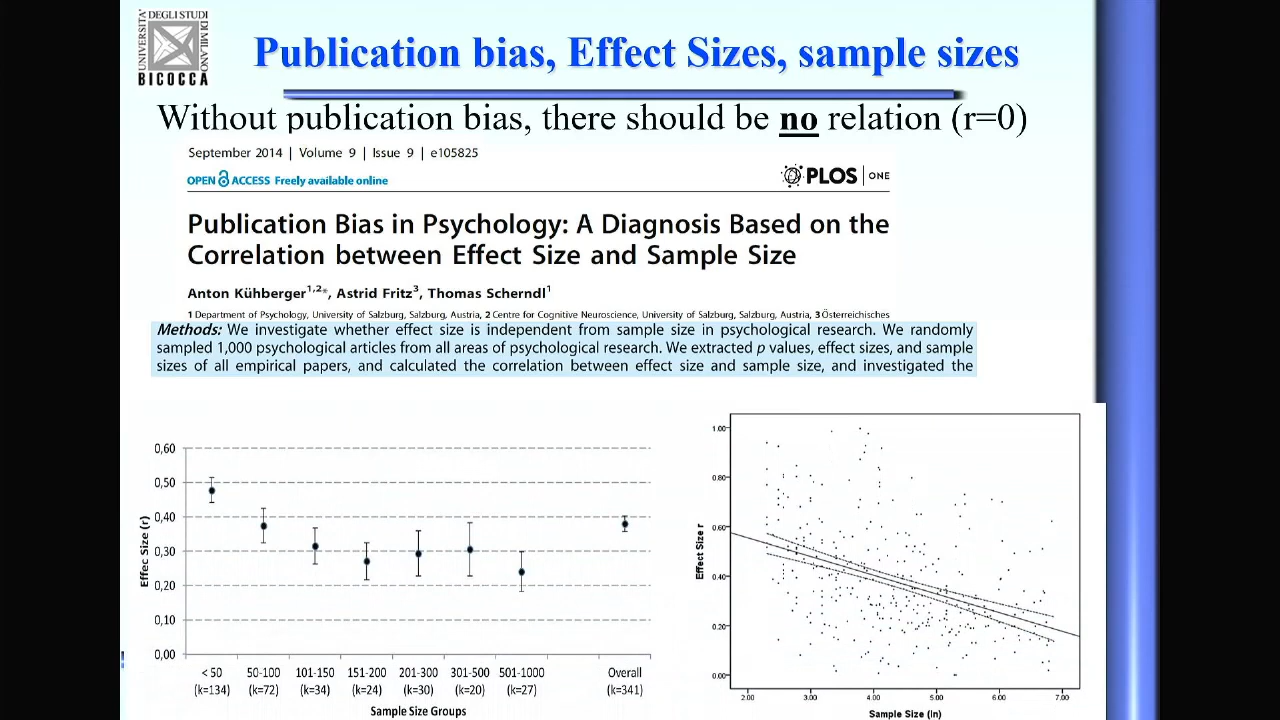 UNIVERSITA' DEGLI STUDI DI MILANO
BICOCCA
Publication bias, Effect Sizes, sample sizes
Without publication bias, there should be no relation (r=0)
September 2014 | Volume 9 | Issue 9 | e105825
OPEN ACCESS Freely available online
PLOS | ONE
Publication Bias in Psychology: A Diagnosis Based on the
Correlation between Effect Size and Sample Size
Anton Kühberger1,2*, Astrid Fritz3, Thomas Scherndl1
1 Department of Psychology, University of Salzburg, Salzburg, Austria, 2 Centre for Cognitive Neuroscience, University of Salzburg, Salzburg, Austria, 3 Österreichisches
Methods: We investigate whether effect size is independent from sample size in psychological research. We randomly
sampled 1,000 psychological articles from all areas of psychological research. We extracted p values, effect sizes, and sample
sizes of all empirical papers, and calculated the correlation between effect size and sample size, and investigated the
Effec Size (r)
0,60
0,50
0,40
0,30
0,20
0,10
0,00
< 50 50-100 101-150 151-200 201-300 301-500 501-1000 Overall
(k=134) (k=72) (k=34) (k=24) (k=30) (k=20) (k=27) (k=341)
Sample Size Groups
Effect Size r
1.00
0.80
0.60
0.40
0.20
0.00
2.00 3.00 4.00 5.00 6.00 7.00
Sample Size (ln)